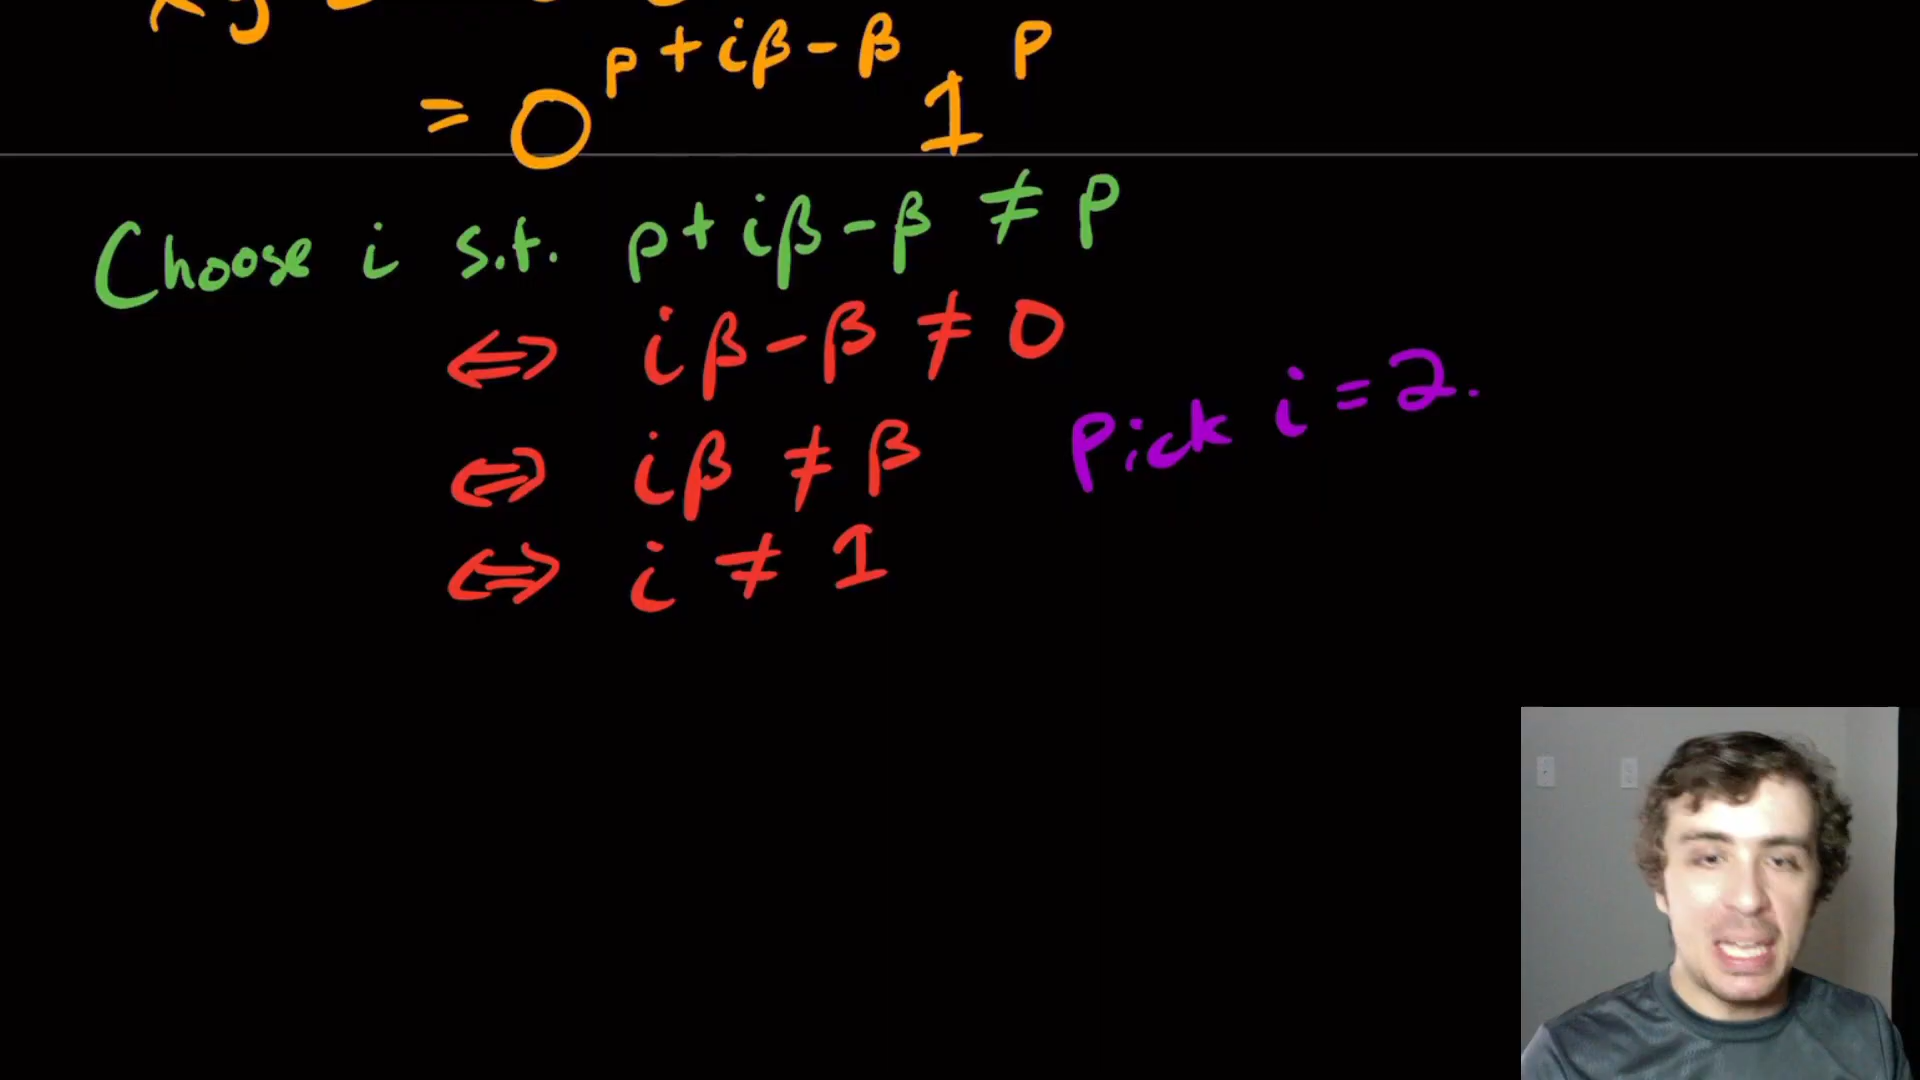 = 0^{p+iβ-β} 1^{p}
Choose i s.t. p+iβ-β ≠ p
⇔ iβ-β ≠ 0
⇔ iβ ≠ β
Pick i=2.
⇔ i ≠ 1